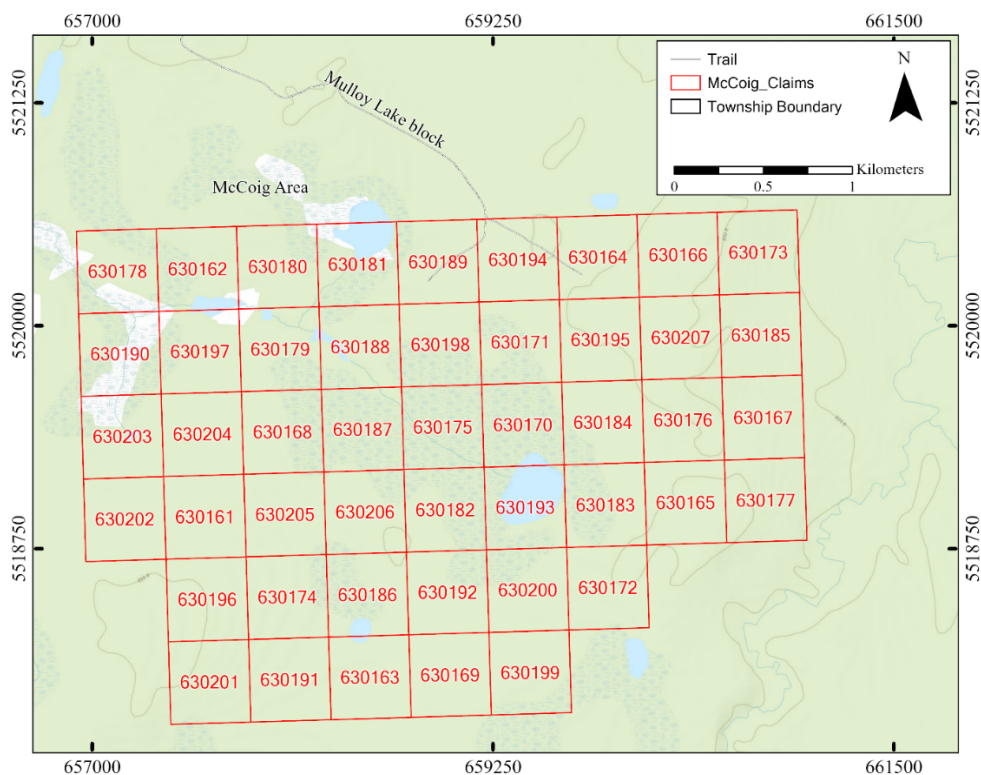 657000 659250 661500
5521250
5521250
Trail
McCoig_Claims
Township Boundary
N
Kilometers
0 0.5 1
Mulloy Lake block
McCoig Area
630178 630162 630180 630181 630189 630194 630164 630166 630173
5520000
5520000
630190 630197 630179 630188 630198 630171 630195 630207 630185
630203 630204 630168 630187 630175 630170 630184 630176 630167
630202 630161 630205 630206 630182 630193 630183 630165 630177
5518750
5518750
630196 630174 630186 630192 630200 630172
630201 630191 630163 630169 630199
657000 659250 661500